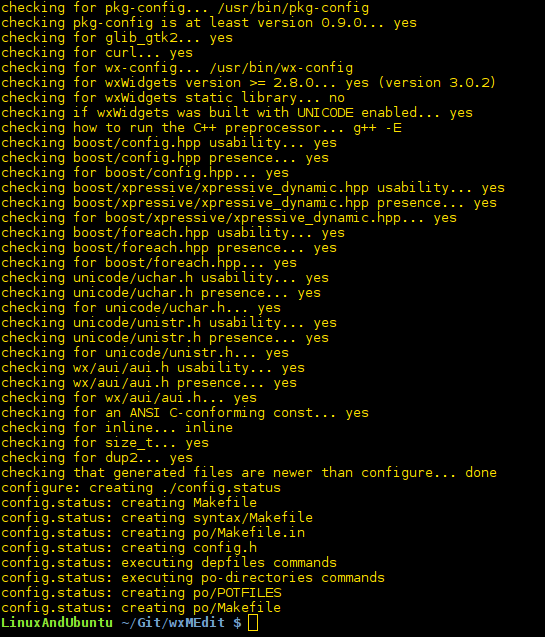 checking for pkg-config... /usr/bin/pkg-config
checking pkg-config is at least version 0.9.0... yes
checking for glib_gtk2... yes
checking for curl... yes
checking for wx-config... /usr/bin/wx-config
checking for wxWidgets version >= 2.8.0... yes (version 3.0.2)
checking for wxWidgets static library... no
checking if wxWidgets was built with UNICODE enabled... yes
checking how to run the C++ preprocessor... g++ -E
checking boost/config.hpp usability... yes
checking boost/config.hpp presence... yes
checking for boost/config.hpp... yes
checking boost/xpressive/xpressive_dynamic.hpp usability... yes
checking boost/xpressive/xpressive_dynamic.hpp presence... yes
checking for boost/xpressive/xpressive_dynamic.hpp... yes
checking boost/foreach.hpp usability... yes
checking boost/foreach.hpp presence... yes
checking for boost/foreach.hpp... yes
checking unicode/uchar.h usability... yes
checking unicode/uchar.h presence... yes
checking for unicode/uchar.h... yes
checking unicode/unistr.h usability... yes
checking unicode/unistr.h presence... yes
checking for unicode/unistr.h... yes
checking wx/aui/aui.h usability... yes
checking wx/aui/aui.h presence... yes
checking for wx/aui/aui.h... yes
checking for an ANSI C-conforming const... yes
checking for inline... inline
checking for size_t... yes
checking for dup2... yes
checking that generated files are newer than configure... done
configure: creating ./config.status
config.status: creating Makefile
config.status: creating syntax/Makefile
config.status: creating po/Makefile.in
config.status: creating config.h
config.status: executing depfiles commands
config.status: executing po-directories commands
config.status: creating po/POTFILES
config.status: creating po/Makefile
LinuxAndUbuntu ~/Git/wxMEdit $